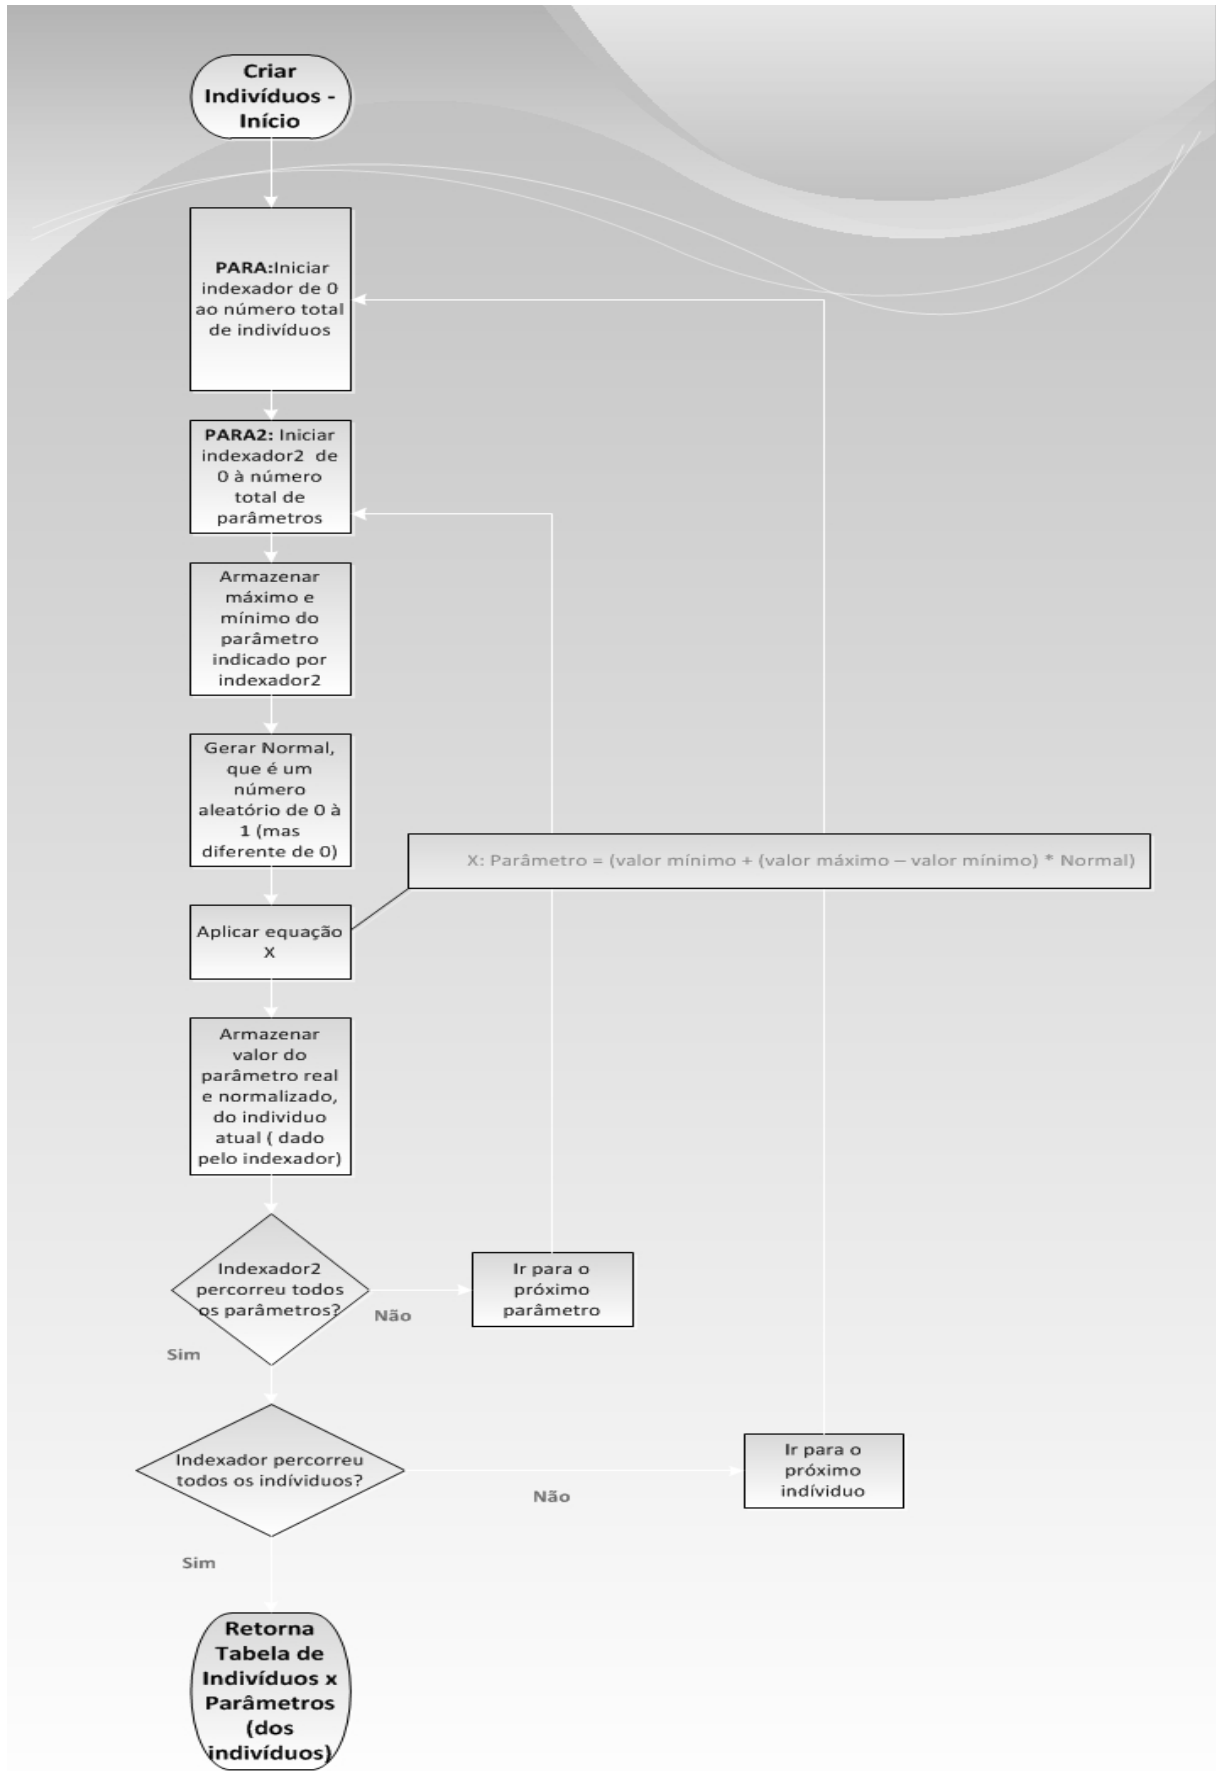 Criar
Indivíduos -
Início
PARA:Iniciar
indexador de 0
ao número total
de indivíduos
PARA2: Iniciar
indexador2 de
0 à número
total de
parâmetros
Armazenar
máximo e
mínimo do
parâmetro
indicado por
indexador2
Gerar Normal,
que é um
número
aleatório de 0 à
1 (mas
diferente de 0)
X: Parâmetro = (valor mínimo + (valor máximo – valor mínimo) * Normal)
Aplicar equação
X
Armazenar
valor do
parâmetro real
e normalizado,
do individuo
atual ( dado
pelo indexador)
Indexador2
percorreu todos
os parâmetros?
Não
Ir para o
próximo
parâmetro
Sim
Indexador percorreu
todos os indíviduos?
Não
Ir para o
próximo
indíviduo
Sim
Retorna
Tabela de
Indivíduos x
Parâmetros
(dos
indivíduos)